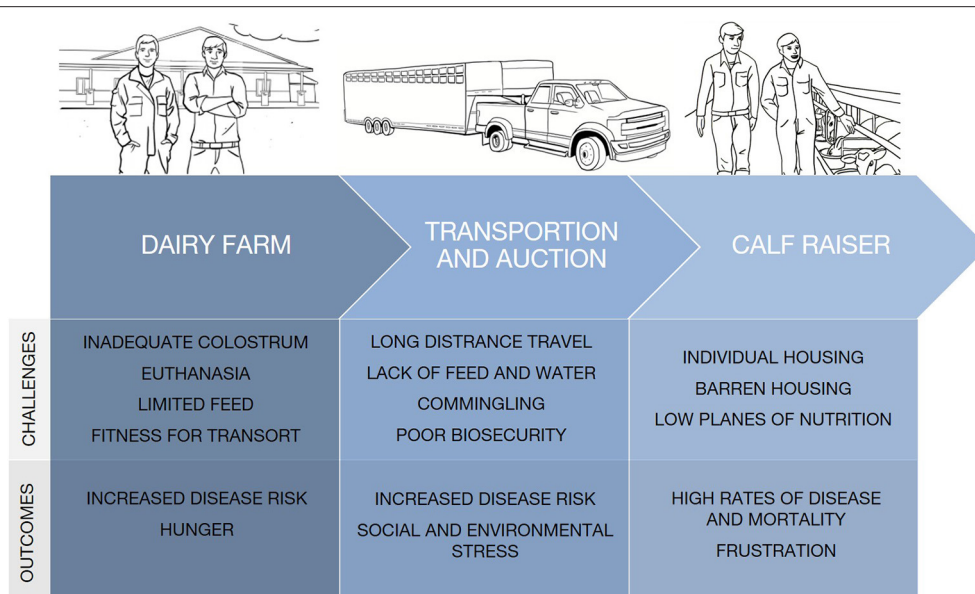 DAIRY FARM
TRANSPORTION
AND AUCTION
CALF RAISER
CHALLENGES
INADEQUATE COLOSTRUM
EUTHANASIA
LIMITED FEED
FITNESS FOR TRANSORT
LONG DISTRANCE TRAVEL
LACK OF FEED AND WATER
COMMINGLING
POOR BIOSECURITY
INDIVIDUAL HOUSING
BARREN HOUSING
LOW PLANES OF NUTRITION
OUTCOMES
INCREASED DISEASE RISK
HUNGER
INCREASED DISEASE RISK
SOCIAL AND ENVIRONMENTAL
STRESS
HIGH RATES OF DISEASE
AND MORTALITY
FRUSTRATION